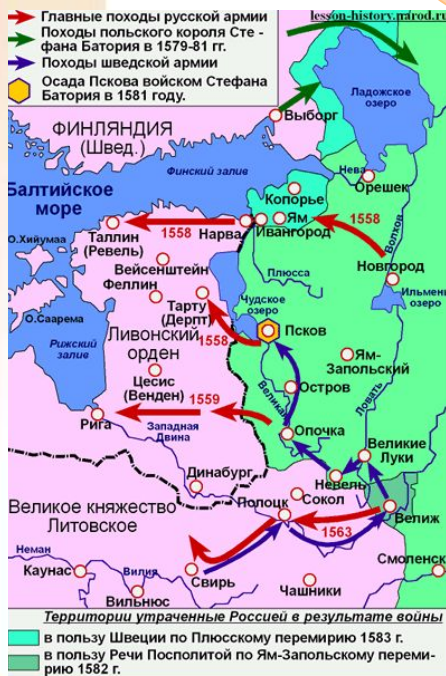 Главные походы русской армии
lesson-history.narod.ru
Походы польского короля Сте -
фана Батория в 1579-81 гг.
Походы шведской армии
Осада Пскова войском Стефана
Батория в 1581 году.
Ладожское
озеро
Выборг
ФИНЛЯНДИЯ
(Швед.)
Финский залив
Нева
Орешек
Балтийское
море
Копорье
Ям
1558
Волхов
Таллин
(Ревель)
1558
Нарва
Ивангород
О.Хийумаа
Вейсенштейн
Плюсса
Новгород
Феллин
Чудское
озеро
Ильмень
озеро
О.Саарема
Тарту
(Дерпт)
Псков
Рижский
залив
Ливонский
орден
1558
Ям-
Запольский
Цесис
(Венден)
Великая
Остров
Ловать
1559
Рига
Западная
Двина
Опочка
Великие
Луки
Динабург
Невель
Великое княжество
Литовское
Полоцк
Сокол
Велиж
1563
Неман
Смоленск
Каунас
Вилия
Свирь
Чашники
Вильнюс
Территории утраченные Россией в результате войны
в пользу Швеции по Плюсскому перемирию 1583 г.
в пользу Речи Посполитой по Ям-Запольскому переми-
рию 1582 г.